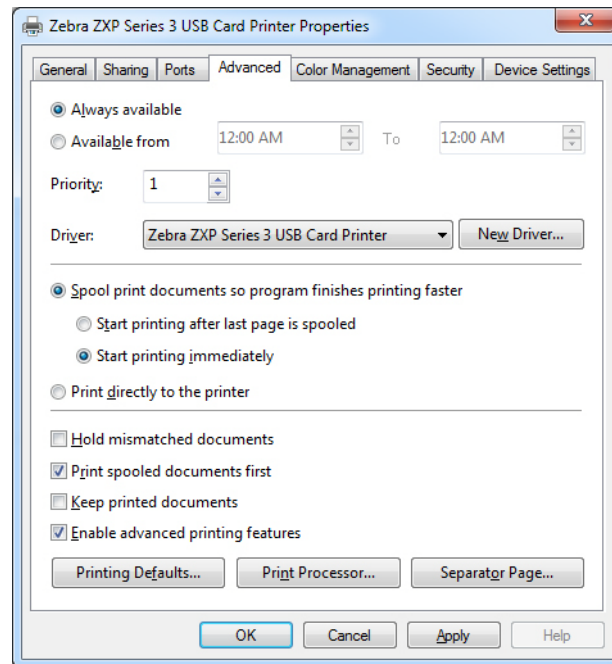 Zebra ZXP Series 3 USB Card Printer Properties
General Sharing Ports Advanced Color Management Security Device Settings
Always available
Available from 12:00 AM To 12:00 AM
Priority: 1
Driver: Zebra ZXP Series 3 USB Card Printer New Driver...
Spool print documents so program finishes printing faster
Start printing after last page is spooled
Start printing immediately
Print directly to the printer
Hold mismatched documents
Print spooled documents first
Keep printed documents
Enable advanced printing features
Printing Defaults... Print Processor... Separator Page...
OK Cancel Apply Help